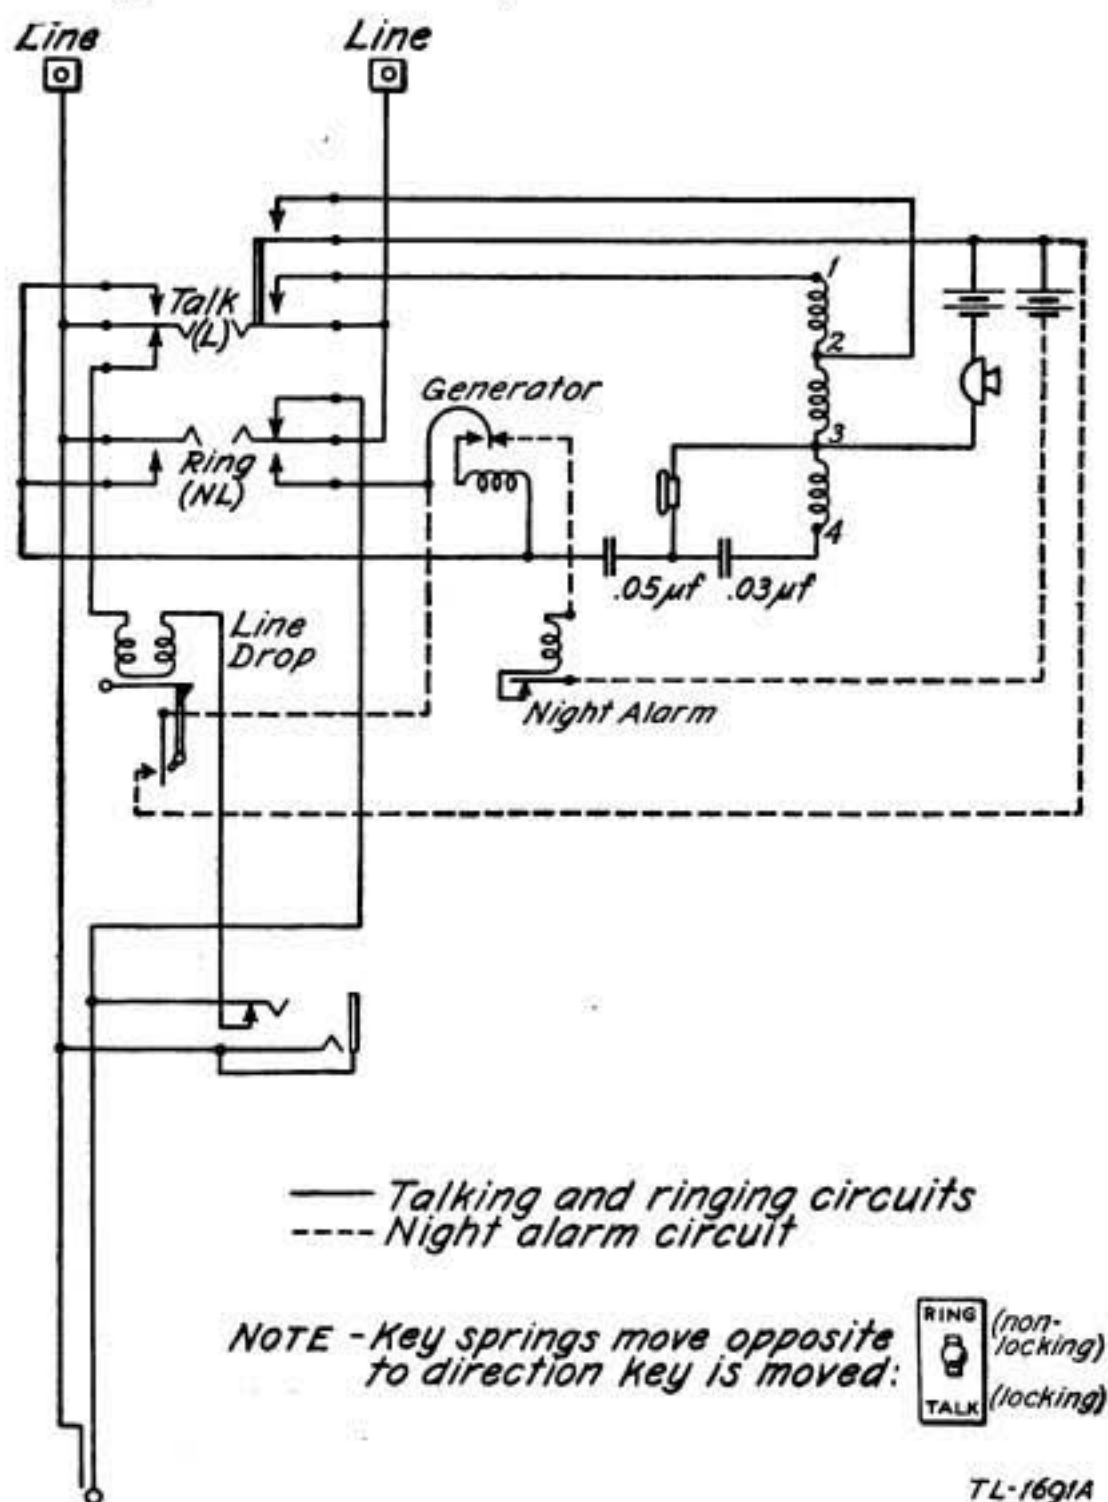 Line
Line
Talk
(L)
1
2
Generator
3
Ring
(NL)
4
.05µf
.03µf
Line
Drop
Night Alarm
Talking and ringing circuits
Night alarm circuit
NOTE - Key springs move opposite
to direction key is moved:
RING
(non-
locking)
TALK
(locking)
TL-1691A